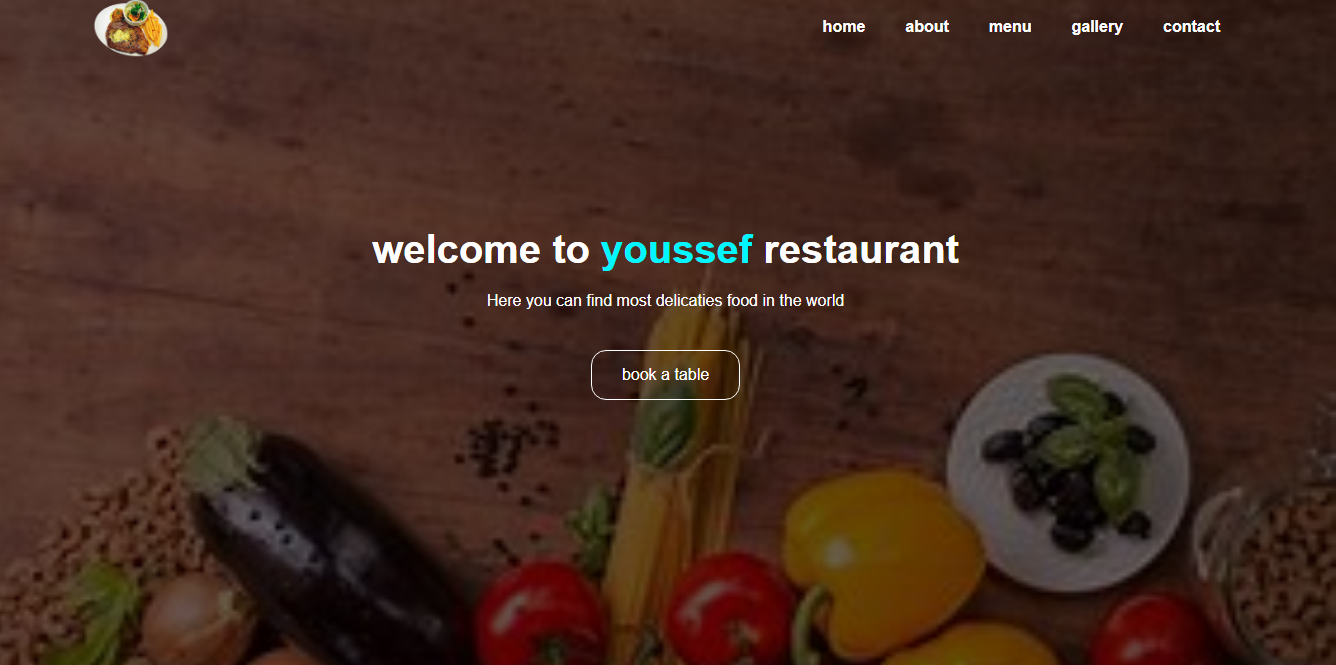 home about menu gallery contact
welcome to youssef restaurant
Here you can find most delicaties food in the world
book a table